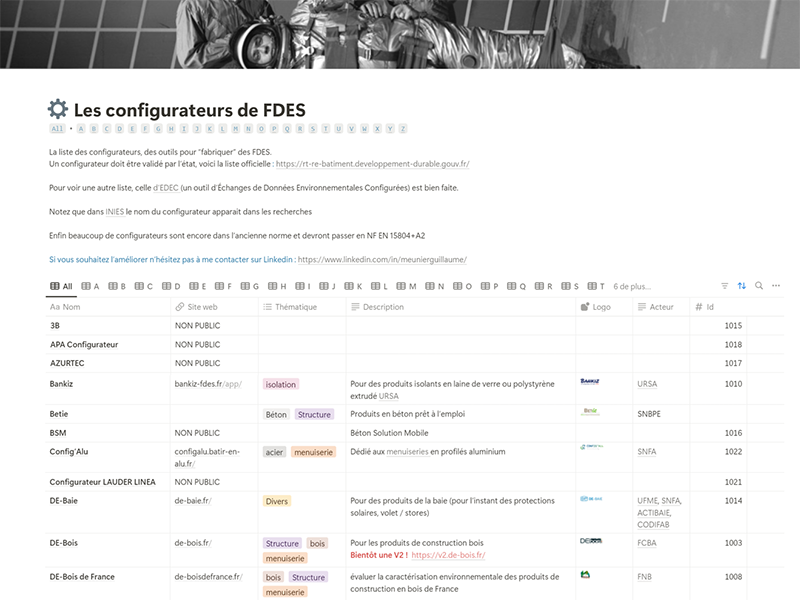 Les configurateurs de FDES
All • A B C D E F G H I J K L M N O P Q R S T U V W X Y Z
La liste des configurateurs, des outils pour "fabriquer" des FDES.
Un configurateur doit être validé par l'état, voici la liste officielle : https://rt-re-batiment.developpement-durable.gouv.fr/
Pour voir une autre liste, celle d'EDEC (un outil d'Échanges de Données Environnementales Configurées) est bien faite.
Notez que dans INIES le nom du configurateur apparait dans les recherches
Enfin beaucoup de configurateurs sont encore dans l'ancienne norme et devront passer en NF EN 15804+A2
Si vous souhaitez l'améliorer n'hésitez pas à me contacter sur Linkedin : https://www.linkedin.com/in/meunierguillaume/
All A B C D E F G H I J K L M N O P Q R S T 6 de plus...
Aa Nom Site web Thématique Description Logo Acteur # Id
3B NON PUBLIC 1015
APA Configurateur NON PUBLIC 1018
AZURTEC NON PUBLIC 1017
Bankiz bankiz-fdes.fr/app/ isolation Pour des produits isolants en laine de verre ou polystyrène BANKIZ URSA 1010
extrudé URSA
Betie Béton Structure Produits en béton prêt à l'emploi Betie SNBPE 1009
BSM NON PUBLIC Béton Solution Mobile 1016
Config'Alu configalu.batir-en- acier menuiserie Dédié aux menuiseries en profilés aluminium SNFA 1022
alu.fr/
Configurateur LAUDER LINEA NON PUBLIC 1021
DE-Baie de-baie.fr/ Divers Pour des produits de la baie (pour l'instant des protections DE-BAIE UFME, SNFA, 1014
solaires, volet / stores) ACTIBAIE,
CODIFAB
DE-Bois de-bois.fr/ Structure bois Pour les produits de construction bois DEbois FCBA 1003
menuiserie Bientôt une V2 ! https://v2.de-bois.fr/
DE-Bois de France de-boisdefrance.fr/ bois Structure évaluer la caractérisation environnementale des produits de FNB 1008
menuiserie construction en bois de France